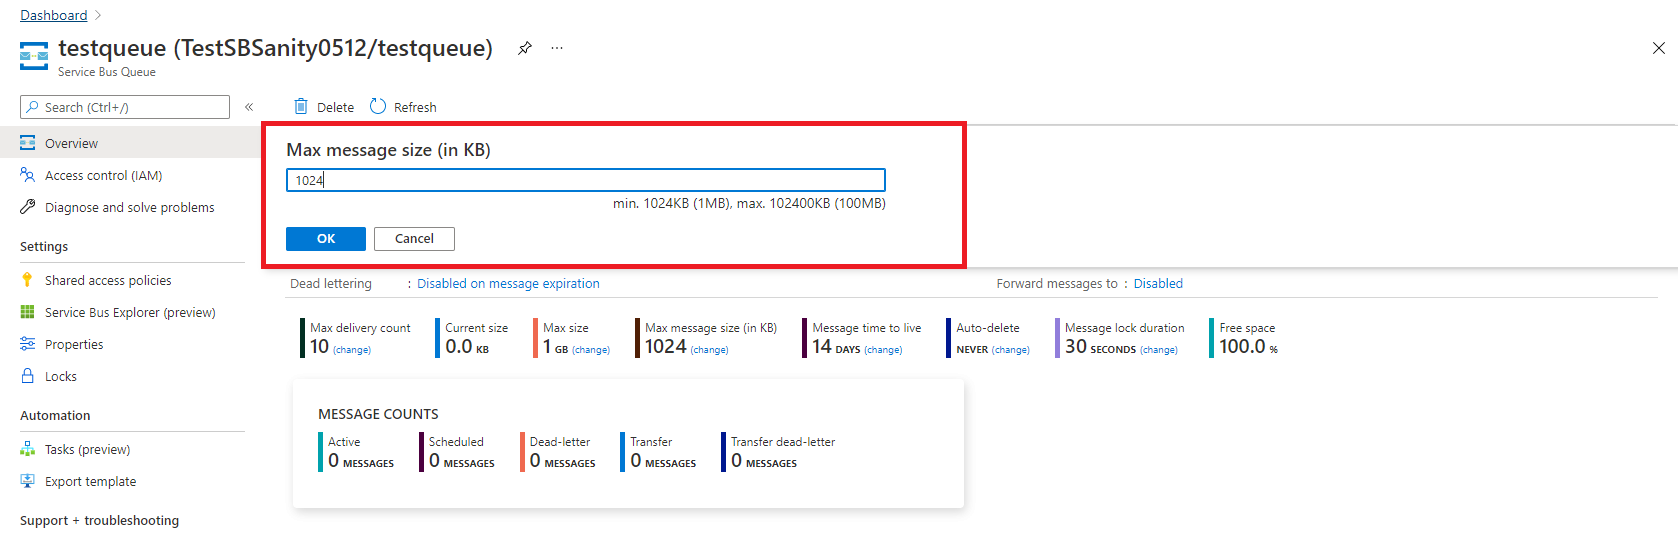 Dashboard
testqueue (TestSBSanity0512/testqueue)
Service Bus Queue
Search (Ctrl+/)
Delete
Refresh
Overview
Access control (IAM)
Diagnose and solve problems
Settings
Shared access policies
Service Bus Explorer (preview)
Properties
Locks
Automation
Tasks (preview)
Export template
Support + troubleshooting
Max message size (in KB)
1024
min. 1024KB (1MB), max. 102400KB (100MB)
OK
Cancel
Dead lettering : Disabled on message expiration
Forward messages to : Disabled
Max delivery count
10 (change)
Current size
0.0 KB
Max size
1 GB (change)
Max message size (in KB)
1024 (change)
Message time to live
14 DAYS (change)
Auto-delete
NEVER (change)
Message lock duration
30 SECONDS (change)
Free space
100.0 %
MESSAGE COUNTS
Active
0 MESSAGES
Scheduled
0 MESSAGES
Dead-letter
0 MESSAGES
Transfer
0 MESSAGES
Transfer dead-letter
0 MESSAGES